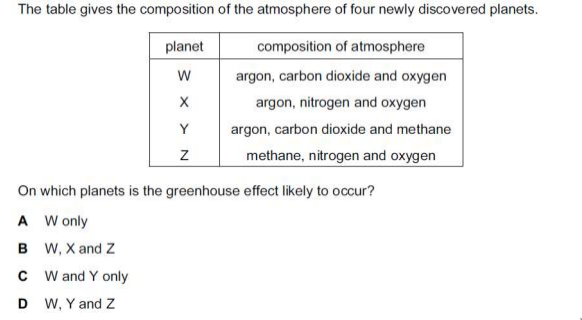 The table gives the composition of the atmosphere of four newly discovered planets.
planet composition of atmosphere
W argon, carbon dioxide and oxygen
X argon, nitrogen and oxygen
Y argon, carbon dioxide and methane
Z methane, nitrogen and oxygen
On which planets is the greenhouse effect likely to occur?
A W only
B W, X and Z
C W and Y only
D W, Y and Z